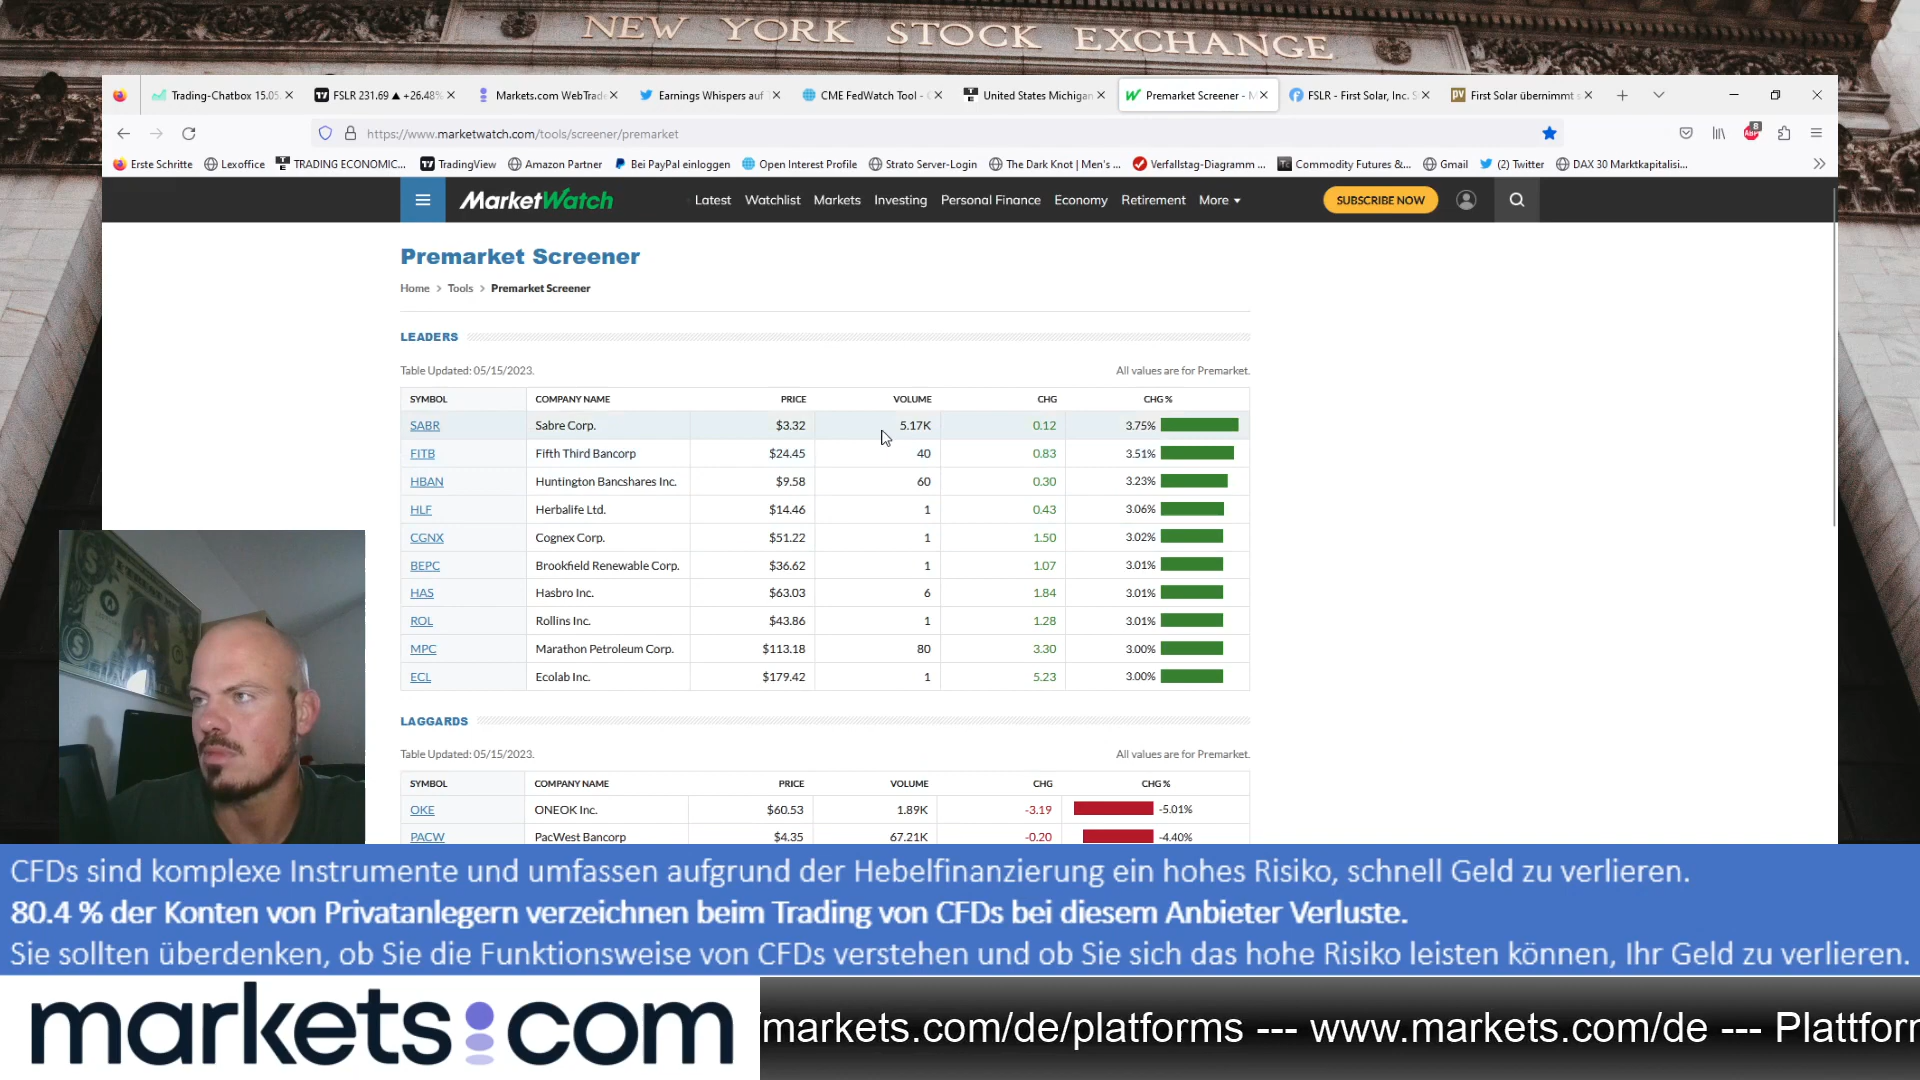 NEW YORK STOCK EXCHANGE
Trading-Chatbox 15.05.
FSLR 231.69 ▲ +26.48%
Markets.com WebTrade
Earnings Whispers auf
CME FedWatch Tool -
United States Michigan
Premarket Screener -
FSLR - First Solar, Inc.
First Solar übernimmt
https://www.marketwatch.com/tools/screener/premarket
8
Erste Schritte
Lexoffice
TRADING ECONOMIC...
TradingView
Amazon Partner
Bei PayPal einloggen
Open Interest Profile
Strato Server-Login
The Dark Knot | Men's ...
Verfallstag-Diagramm ...
Commodity Futures &...
Gmail
(2) Twitter
DAX 30 Marktkapitalisi...
MarketWatch
Latest Watchlist Markets Investing Personal Finance Economy Retirement More
SUBSCRIBE NOW
Premarket Screener
Home > Tools > Premarket Screener
LEADERS
Table Updated: 05/15/2023. All values are for Premarket.
SYMBOL COMPANY NAME PRICE VOLUME CHG CHG %
SABR Sabre Corp. $3.32 5.17K 0.12 3.75%
FITB Fifth Third Bancorp $24.45 40 0.83 3.51%
HBAN Huntington Bancshares Inc. $9.58 60 0.30 3.23%
HLF Herbalife Ltd. $14.46 1 0.43 3.06%
CGNX Cognex Corp. $51.22 1 1.50 3.02%
BEPC Brookfield Renewable Corp. $36.62 1 1.07 3.01%
HAS Hasbro Inc. $63.03 6 1.84 3.01%
ROL Rollins Inc. $43.86 1 1.28 3.01%
MPC Marathon Petroleum Corp. $113.18 80 3.30 3.00%
ECL Ecolab Inc. $179.42 1 5.23 3.00%
LAGGARDS
Table Updated: 05/15/2023. All values are for Premarket.
SYMBOL COMPANY NAME PRICE VOLUME CHG CHG %
OKE ONEOK Inc. $60.53 1.89K -3.19 -5.01%
PACW PacWest Bancorp $4.35 67.21K -0.20 -4.40%
CFDs sind komplexe Instrumente und umfassen aufgrund der Hebelfinanzierung ein hohes Risiko, schnell Geld zu verlieren.
80.4 % der Konten von Privatanlegern verzeichnen beim Trading von CFDs bei diesem Anbieter Verluste.
Sie sollten überdenken, ob Sie die Funktionsweise von CFDs verstehen und ob Sie sich das hohe Risiko leisten können, Ihr Geld zu verlieren.
markets.com
/markets.com/de/platforms --- www.markets.com/de --- Plattfor